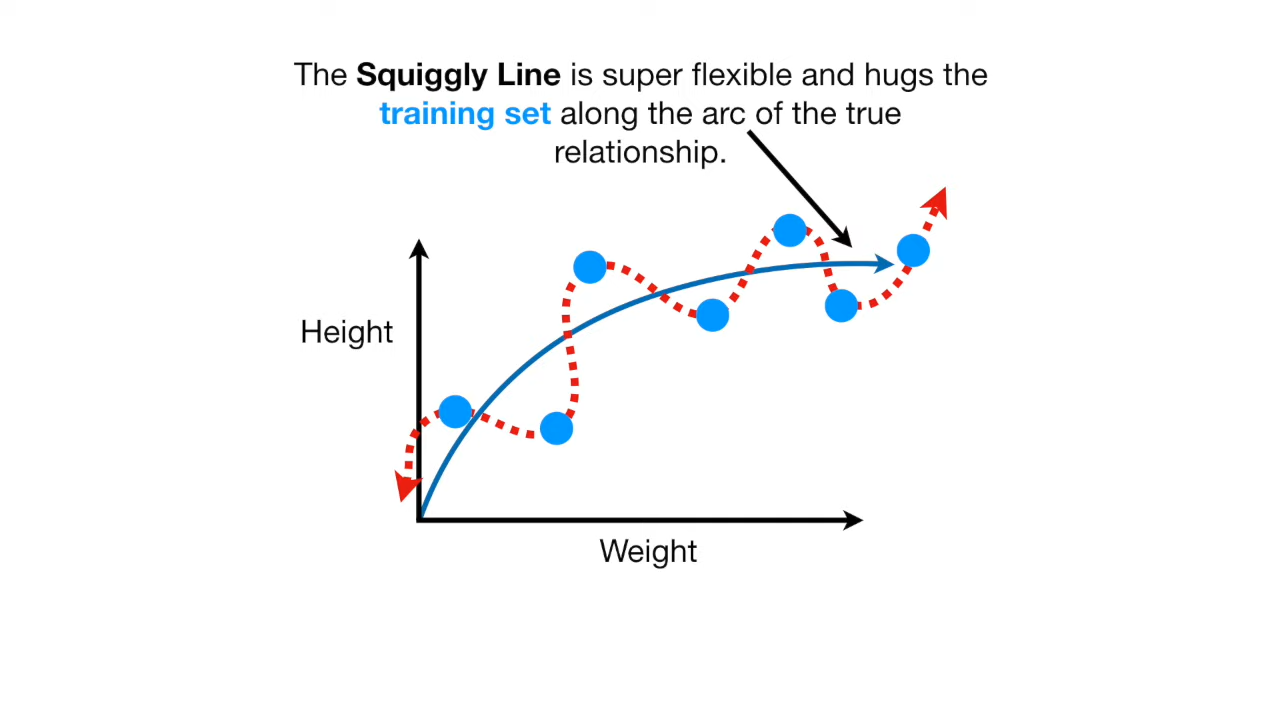 The Squiggly Line is super flexible and hugs the
training set along the arc of the true
relationship.
Height
Weight